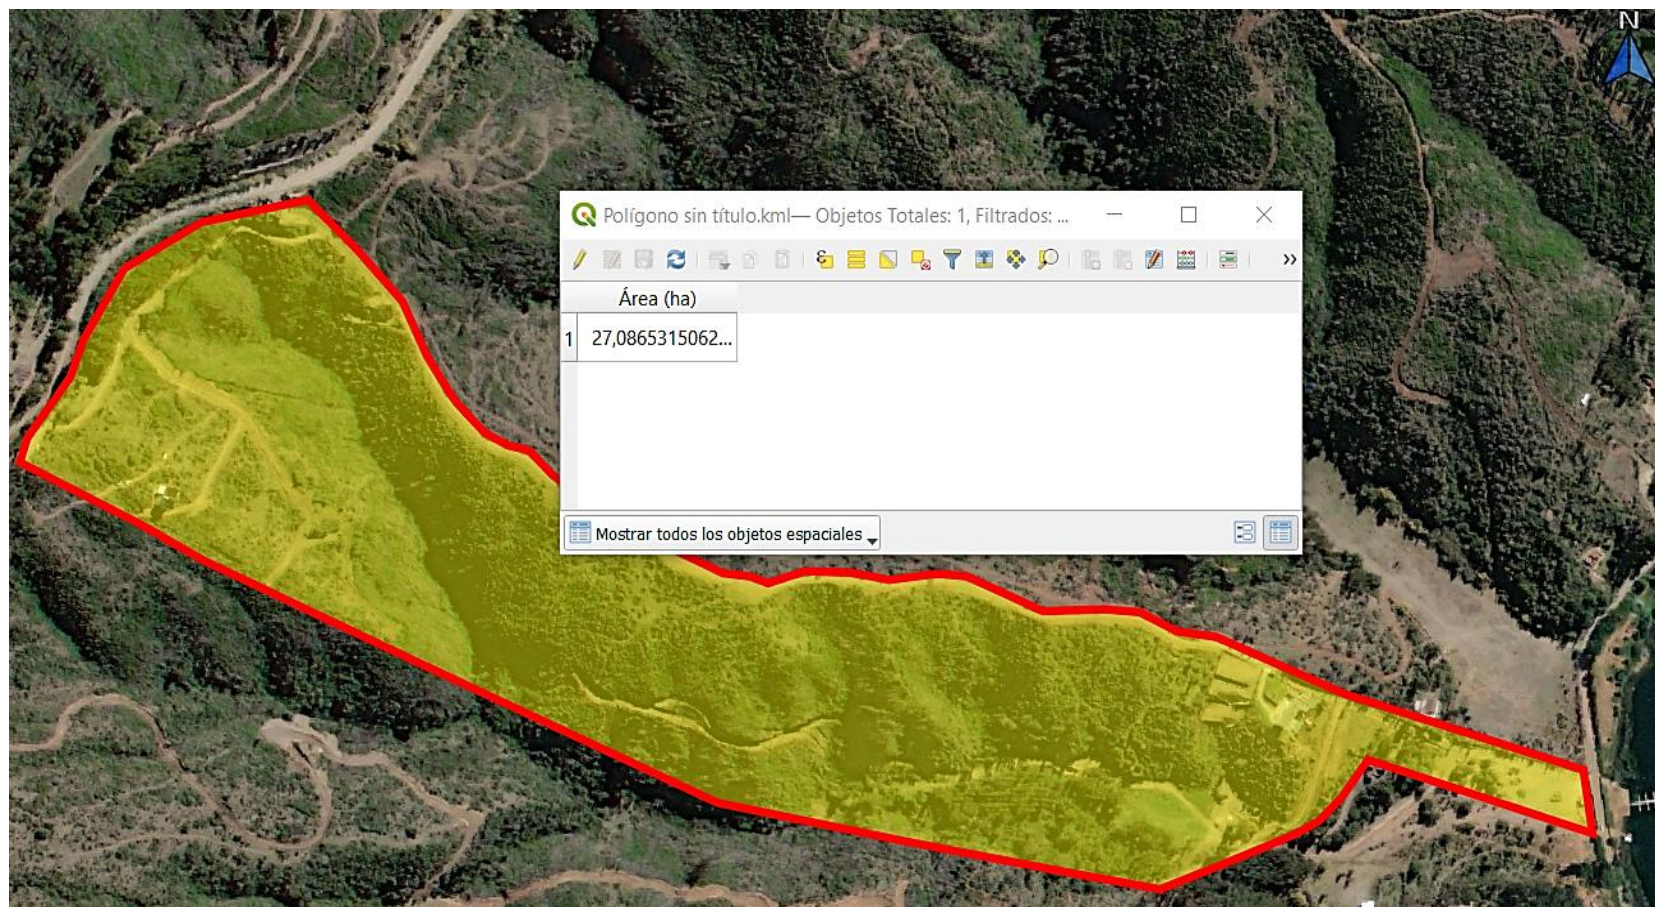 N
Polígono sin título.kml— Objetos Totales: 1, Filtrados: ...
Área (ha)
1 27,0865315062...
Mostrar todos los objetos espaciales